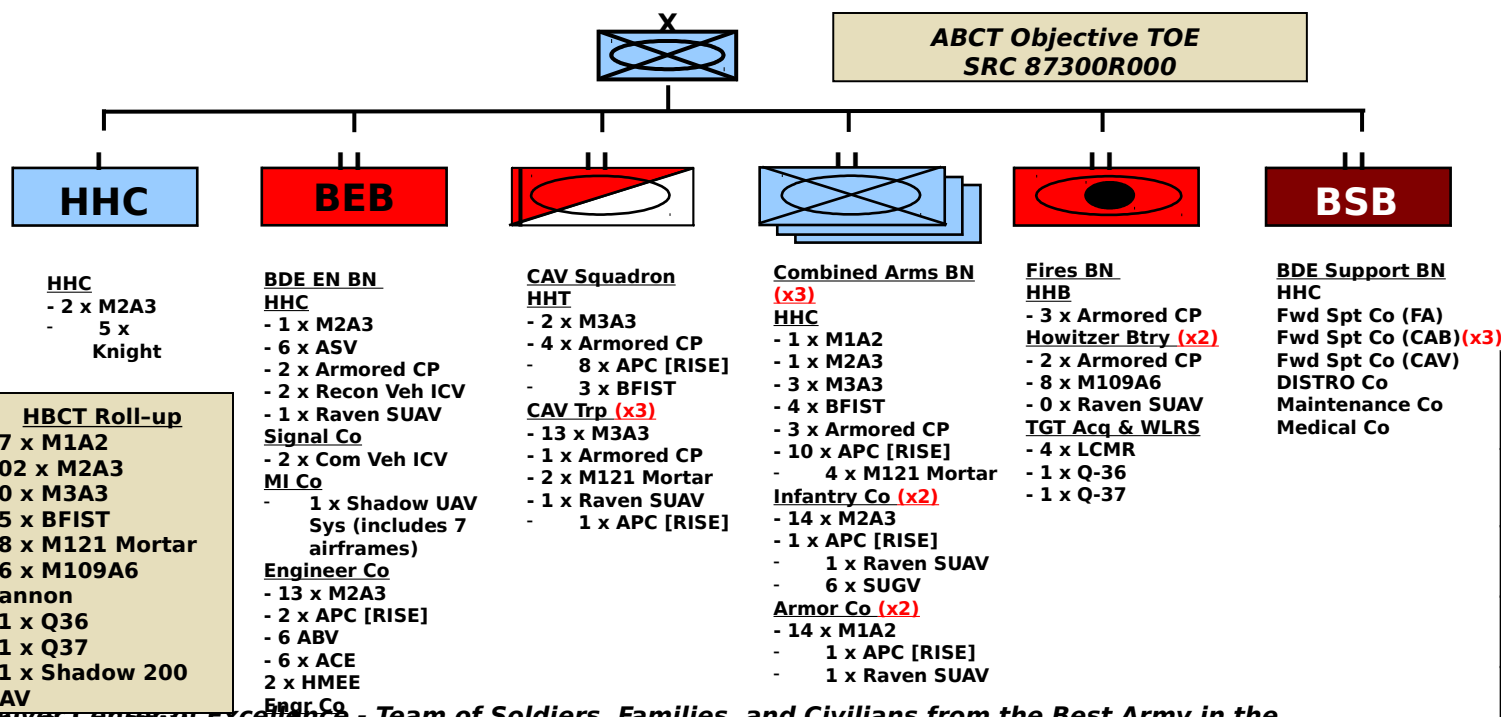 X
ABCT Objective TOE
SRC 87300R000
HHC
BEB
BSB
HHC
- 2 x M2A3
- 5 x
Knight
HBCT Roll-up
7 x M1A2
02 x M2A3
0 x M3A3
5 x BFIST
8 x M121 Mortar
6 x M109A6
annon
1 x Q36
1 x Q37
1 x Shadow 200
AV
BDE EN BN
HHC
- 1 x M2A3
- 6 x ASV
- 2 x Armored CP
- 2 x Recon Veh ICV
- 1 x Raven SUAV
Signal Co
- 2 x Com Veh ICV
MI Co
- 1 x Shadow UAV
Sys (includes 7
airframes)
Engineer Co
- 13 x M2A3
- 2 x APC [RISE]
- 6 ABV
- 6 x ACE
2 x HMEE
Engr Co
CAV Squadron
HHT
- 2 x M3A3
- 4 x Armored CP
- 8 x APC [RISE]
- 3 x BFIST
CAV Trp (x3)
- 13 x M3A3
- 1 x Armored CP
- 2 x M121 Mortar
- 1 x Raven SUAV
- 1 x APC [RISE]
Combined Arms BN
(x3)
HHC
- 1 x M1A2
- 1 x M2A3
- 3 x M3A3
- 4 x BFIST
- 3 x Armored CP
- 10 x APC [RISE]
- 4 x M121 Mortar
Infantry Co (x2)
- 14 x M2A3
- 1 x APC [RISE]
- 1 x Raven SUAV
- 6 x SUGV
Armor Co (x2)
- 14 x M1A2
- 1 x APC [RISE]
- 1 x Raven SUAV
Fires BN
HHB
- 3 x Armored CP
Howitzer Btry (x2)
- 2 x Armored CP
- 8 x M109A6
- 0 x Raven SUAV
TGT Acq & WLRS
- 4 x LCMR
- 1 x Q-36
- 1 x Q-37
BDE Support BN
HHC
Fwd Spt Co (FA)
Fwd Spt Co (CAB)(x3)
Fwd Spt Co (CAV)
DISTRO Co
Maintenance Co
Medical Co
Center of Excellence - Team of Soldiers, Families, and Civilians from the Best Army in the